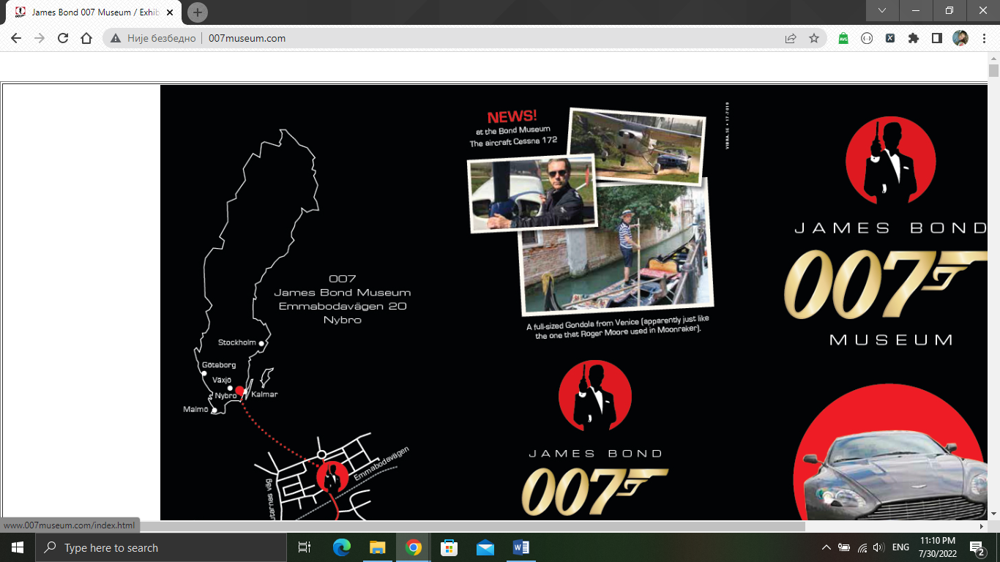 James Bond 007 Museum / Exhib
Није безбедно
007museum.com
NEWS!
at the Bond Museum
The aircraft Cessna 172
VIBRA.SE • 17-2019
A full-sized Gondola from Venice (apparently just like
the one that Roger Moore used in Moonraker).
007
James Bond Museum
Emmabodavägen 20
Nybro
Stockholm
Göteborg
Växjö
Nybro
Kalmar
Malmö
Emmabodavägen
utarnas väg
JAMES BOND
007
JAMES BOND
007
MUSEUM
www.007museum.com/index.html
Type here to search
ENG
11:10 PM
7/30/2022
2